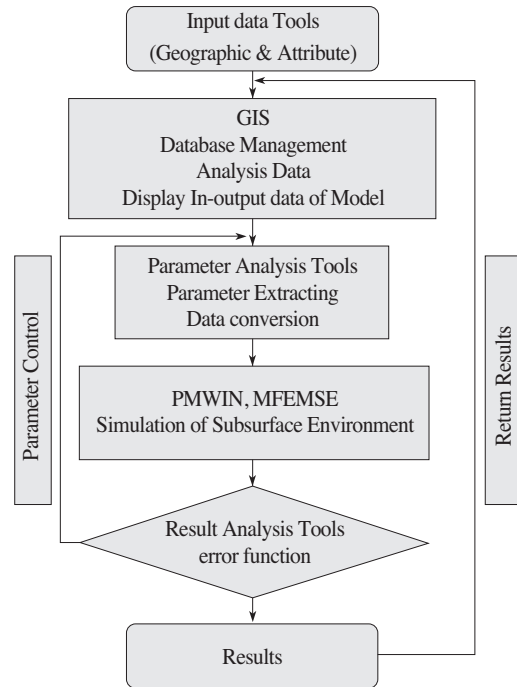 Input data Tools
(Geographic & Attribute)
GIS
Database Management
Analysis Data
Display In-output data of Model
Parameter Analysis Tools
Parameter Extracting
Data conversion
Parameter Control
Return Results
PMWIN, MFEMSE
Simulation of Subsurface Environment
Result Analysis Tools
error function
Results